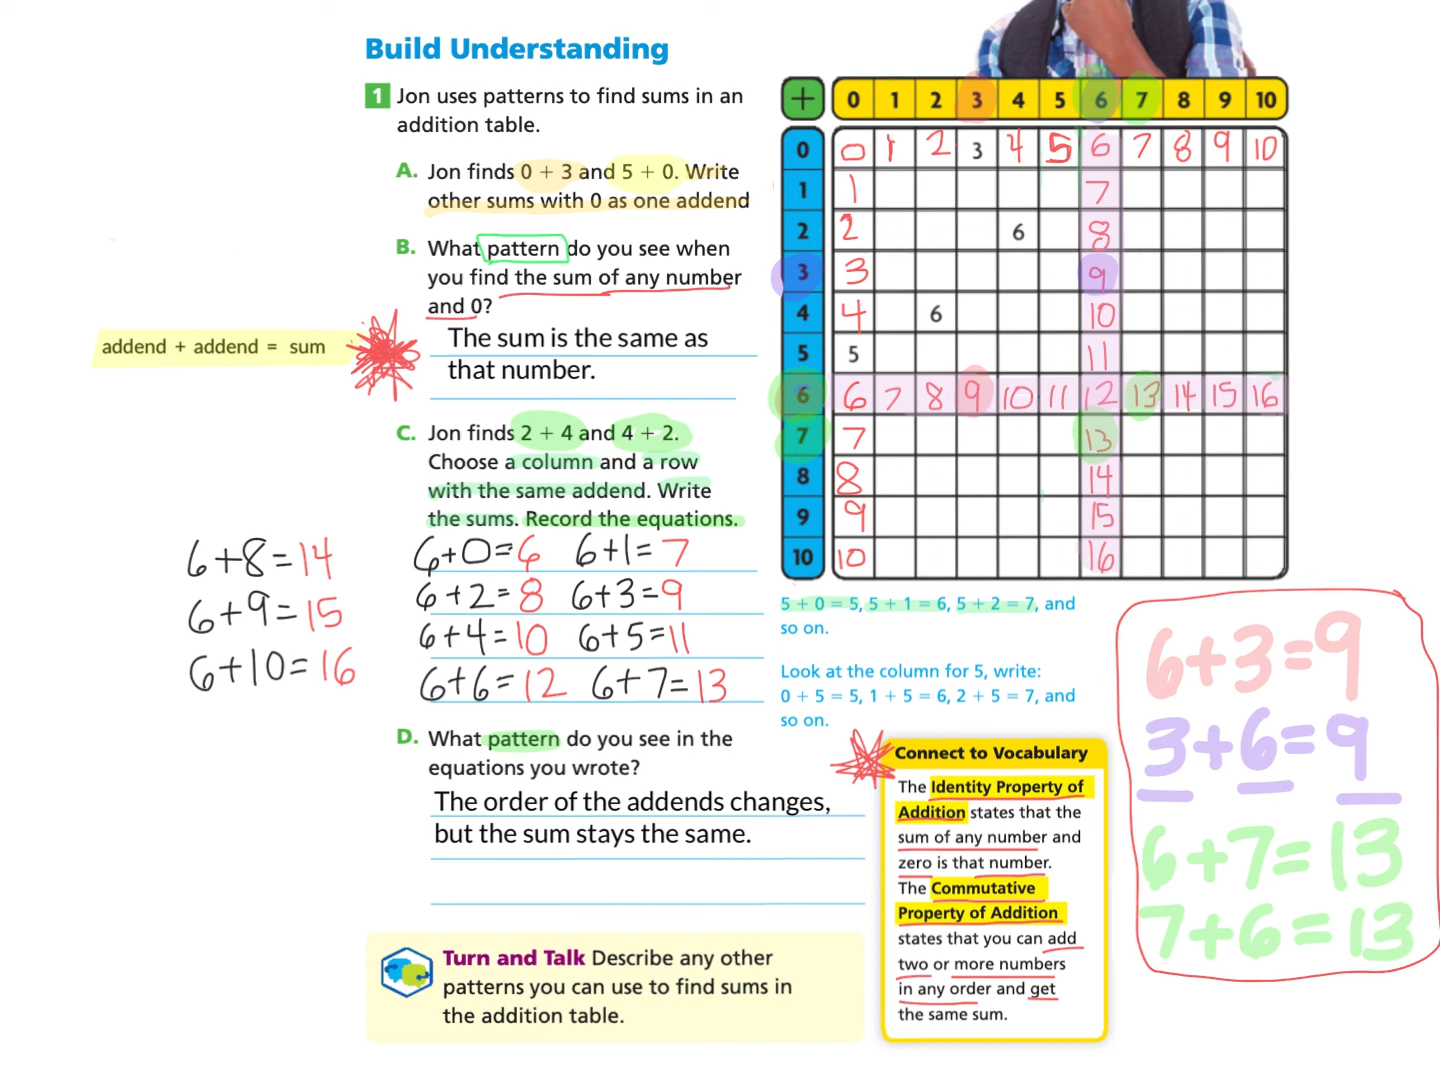 Build Understanding
1 Jon uses patterns to find sums in an
addition table.
A. Jon finds 0 + 3 and 5 + 0. Write
other sums with 0 as one addend
B. What pattern do you see when
you find the sum of any number
and 0?
addend + addend = sum
The sum is the same as
that number.
C. Jon finds 2 + 4 and 4 + 2.
Choose a column and a row
with the same addend. Write
the sums. Record the equations.
6+8=14
6+9=15
6+10=16
6+0=6 6+1=7
6+2=8 6+3=9
6+4=10 6+5=11
6+6=12 6+7=13
D. What pattern do you see in the
equations you wrote?
The order of the addends changes,
but the sum stays the same.
Turn and Talk Describe any other
patterns you can use to find sums in
the addition table.
+ 0 1 2 3 4 5 6 7 8 9 10
0 0 1 2 3 4 5 6 7 8 9 10
1 1 7
2 2 6 8
3 3 9
4 4 6 10
5 5 11
6 6 7 8 9 10 11 12 13 14 15 16
7 7 13
8 8 14
9 9 15
10 10 16
5 + 0 = 5, 5 + 1 = 6, 5 + 2 = 7, and
so on.
Look at the column for 5, write:
0 + 5 = 5, 1 + 5 = 6, 2 + 5 = 7, and
so on.
Connect to Vocabulary
The Identity Property of
Addition states that the
sum of any number and
zero is that number.
The Commutative
Property of Addition
states that you can add
two or more numbers
in any order and get
the same sum.
6+3=9
3+6=9
6+7=13
7+6=13